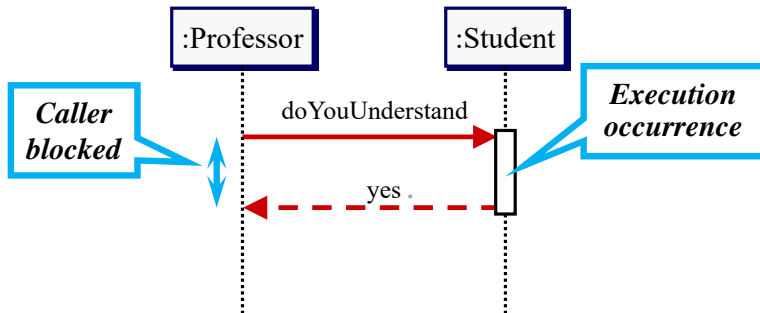 :Professor
:Student
Caller
blocked
doYouUnderstand
Execution
occurrence
yes